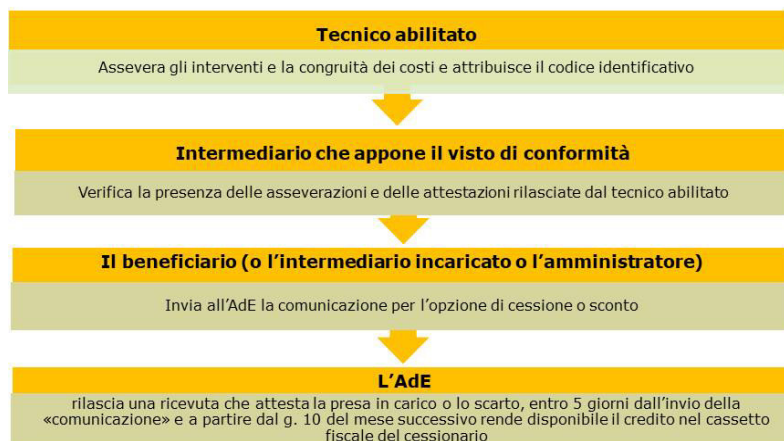 Tecnico abilitato
Assevera gli interventi e la congruità dei costi e attribuisce il codice identificativo
Intermediario che appone il visto di conformità
Verifica la presenza delle asseverazioni e delle attestazioni rilasciate dal tecnico abilitato
Il beneficiario (o l'intermediario incaricato o l'amministratore)
Invia all'AdE la comunicazione per l'opzione di cessione o sconto
L'AdE
rilascia una ricevuta che attesta la presa in carico o lo scarto, entro 5 giorni dall'invio della
«comunicazione» e a partire dal g. 10 del mese successivo rende disponibile il credito nel cassetto
fiscale del cessionario